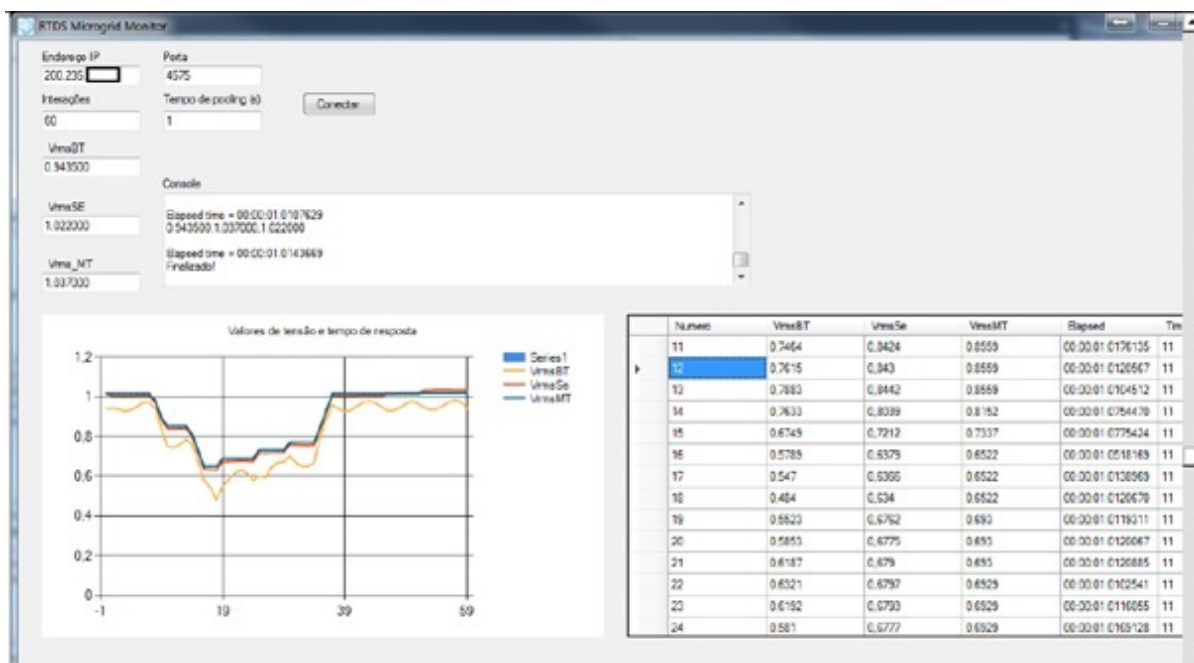 RTDS Microgrid Monitor
Endereço IP Porta
200.236. 4575
Interações Tempo de pooling (s)
60 1 Conectar
VrmsBT
0.943500
Console
VrmsSE
1.022000
Elapsed time = 00:00:01.0187629
0.943500,1.037000,1.022000
Elapsed time = 00:00:01.0143669
Finalizado!
Vrms_MT
1.037000
Valores de tensão e tempo de resposta
1.2
1
0.8
0.6
0.4
0.2
0
-1 19 39 59
Series1
VrmsBT
VrmsSe
VrmsMT
Numero VrmsBT VrmsSe VrmsMT Elapsed
11 0.7464 0,8424 0.8559 00:00:01.0176135 11
12 0.7615 0,843 0.8559 00:00:01.0120567 11
13 0.7883 0,8442 0.8559 00:00:01.0164512 11
14 0.7633 0,8039 0.8152 00:00:01.0754470 11
15 0.6749 0,7212 0.7337 00:00:01.0775424 11
16 0.5789 0,6379 0.6522 00:00:01.0518169 11
17 0.547 0,6366 0.6522 00:00:01.0138969 11
18 0.484 0,634 0.6522 00:00:01.0120670 11
19 0.5523 0,6762 0.693 00:00:01.0119311 11
20 0.5853 0,6775 0.693 00:00:01.0120067 11
21 0.6187 0,679 0.693 00:00:01.0120885 11
22 0.6321 0,6797 0.6929 00:00:01.0102541 11
23 0.6192 0,6793 0.6929 00:00:01.0116055 11
24 0.581 0,6777 0.6929 00:00:01.0169128 11